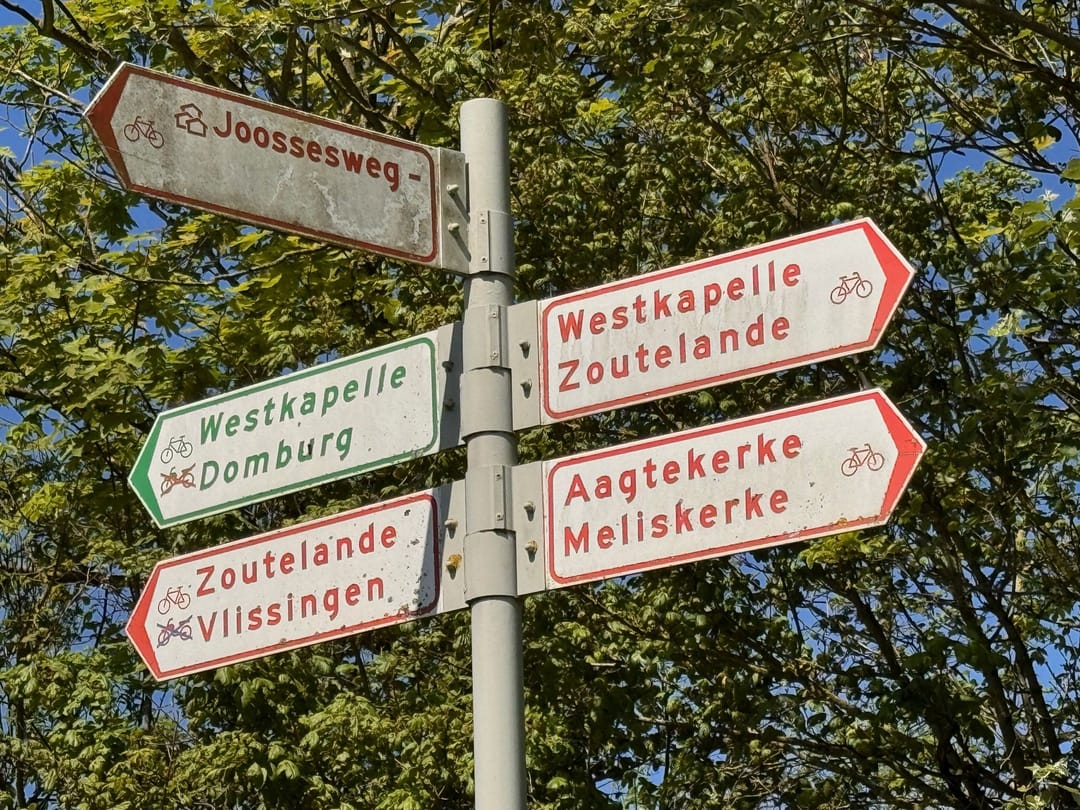 Joossesweg -
Westkapelle
Zoutelande
Westkapelle
Domburg
Aagtekerke
Meliskerke
Zoutelande
Vlissingen